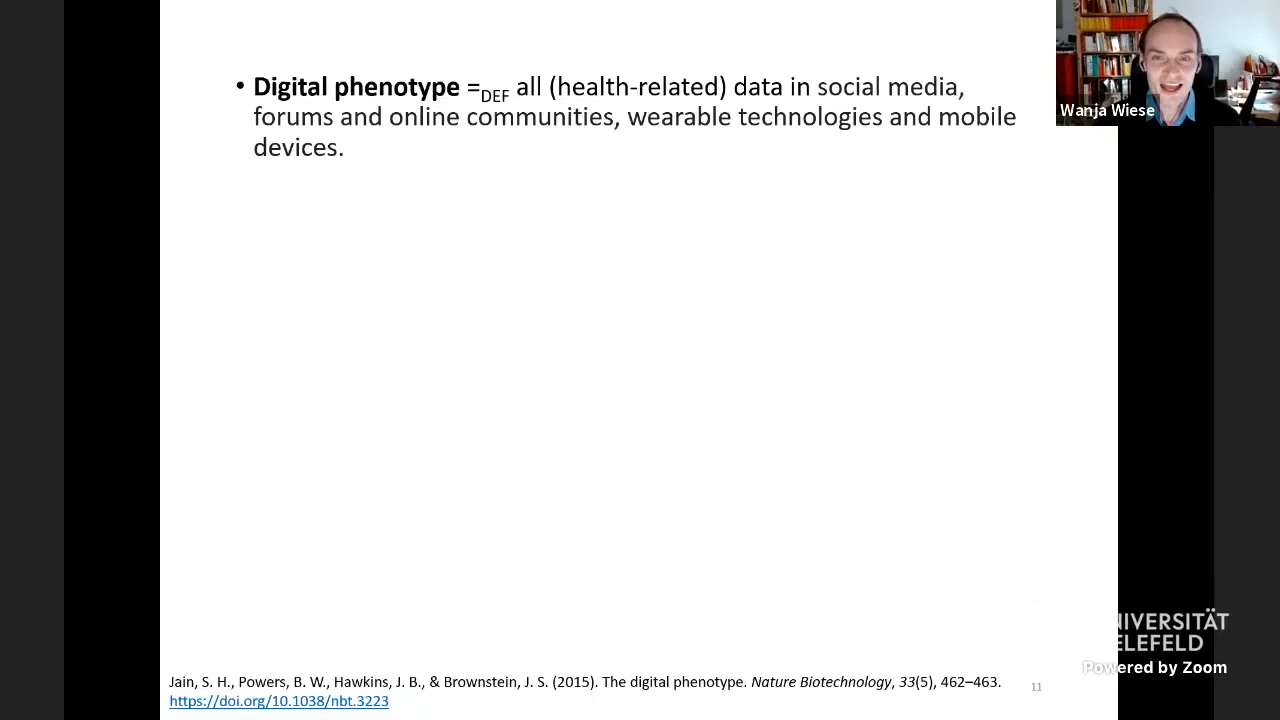 • Digital phenotype =DEF all (health-related) data in social media,
forums and online communities, wearable technologies and mobile
devices.
Wanja Wiese
Jain, S. H., Powers, B. W., Hawkins, J. B., & Brownstein, J. S. (2015). The digital phenotype. Nature Biotechnology, 33(5), 462–463.
https://doi.org/10.1038/nbt.3223
11
NIVERSITÄT
ELEFELD
Powered by Zoom